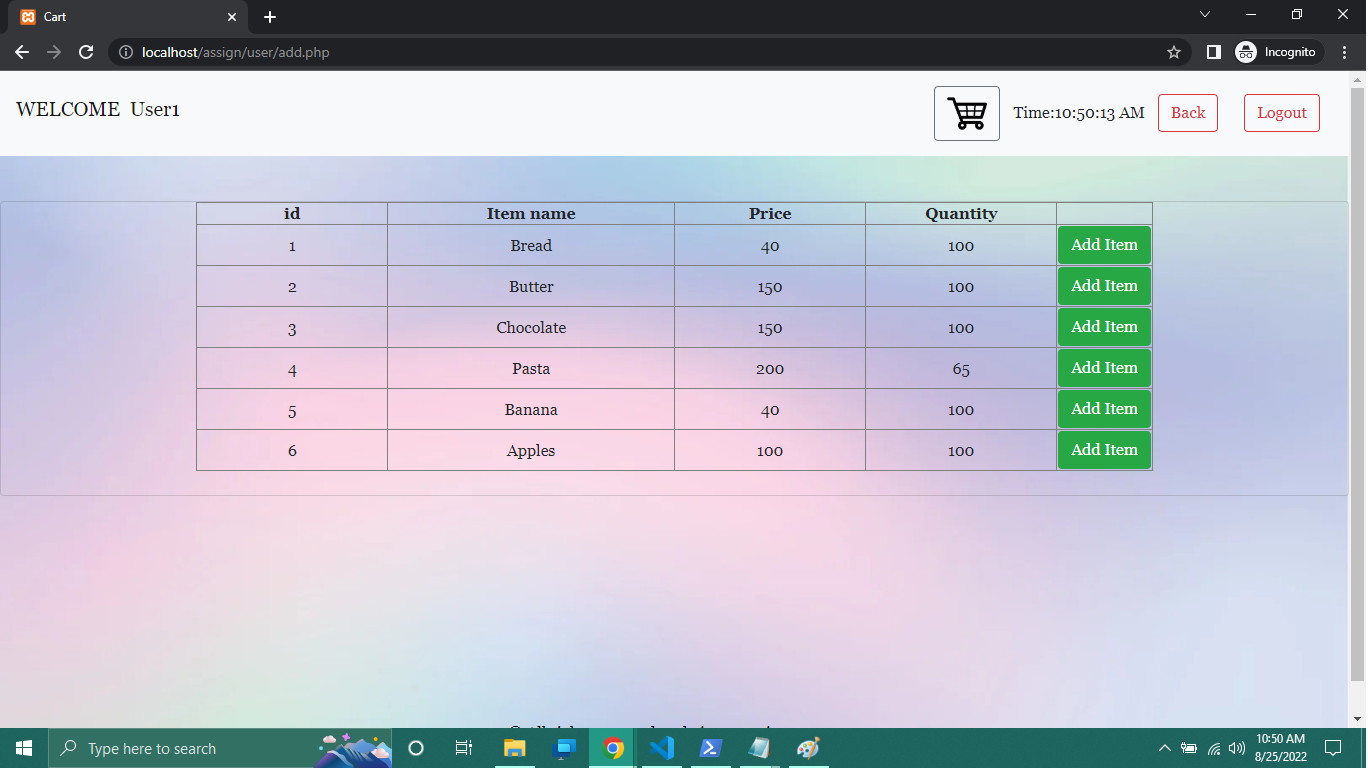 Cart
localhost/assign/user/add.php
Incognito
WELCOME User1
Time:10:50:13 AM Back Logout
id Item name Price Quantity
1 Bread 40 100 Add Item
2 Butter 150 100 Add Item
3 Chocolate 150 100 Add Item
4 Pasta 200 65 Add Item
5 Banana 40 100 Add Item
6 Apples 100 100 Add Item
Type here to search
10:50 AM
8/25/2022